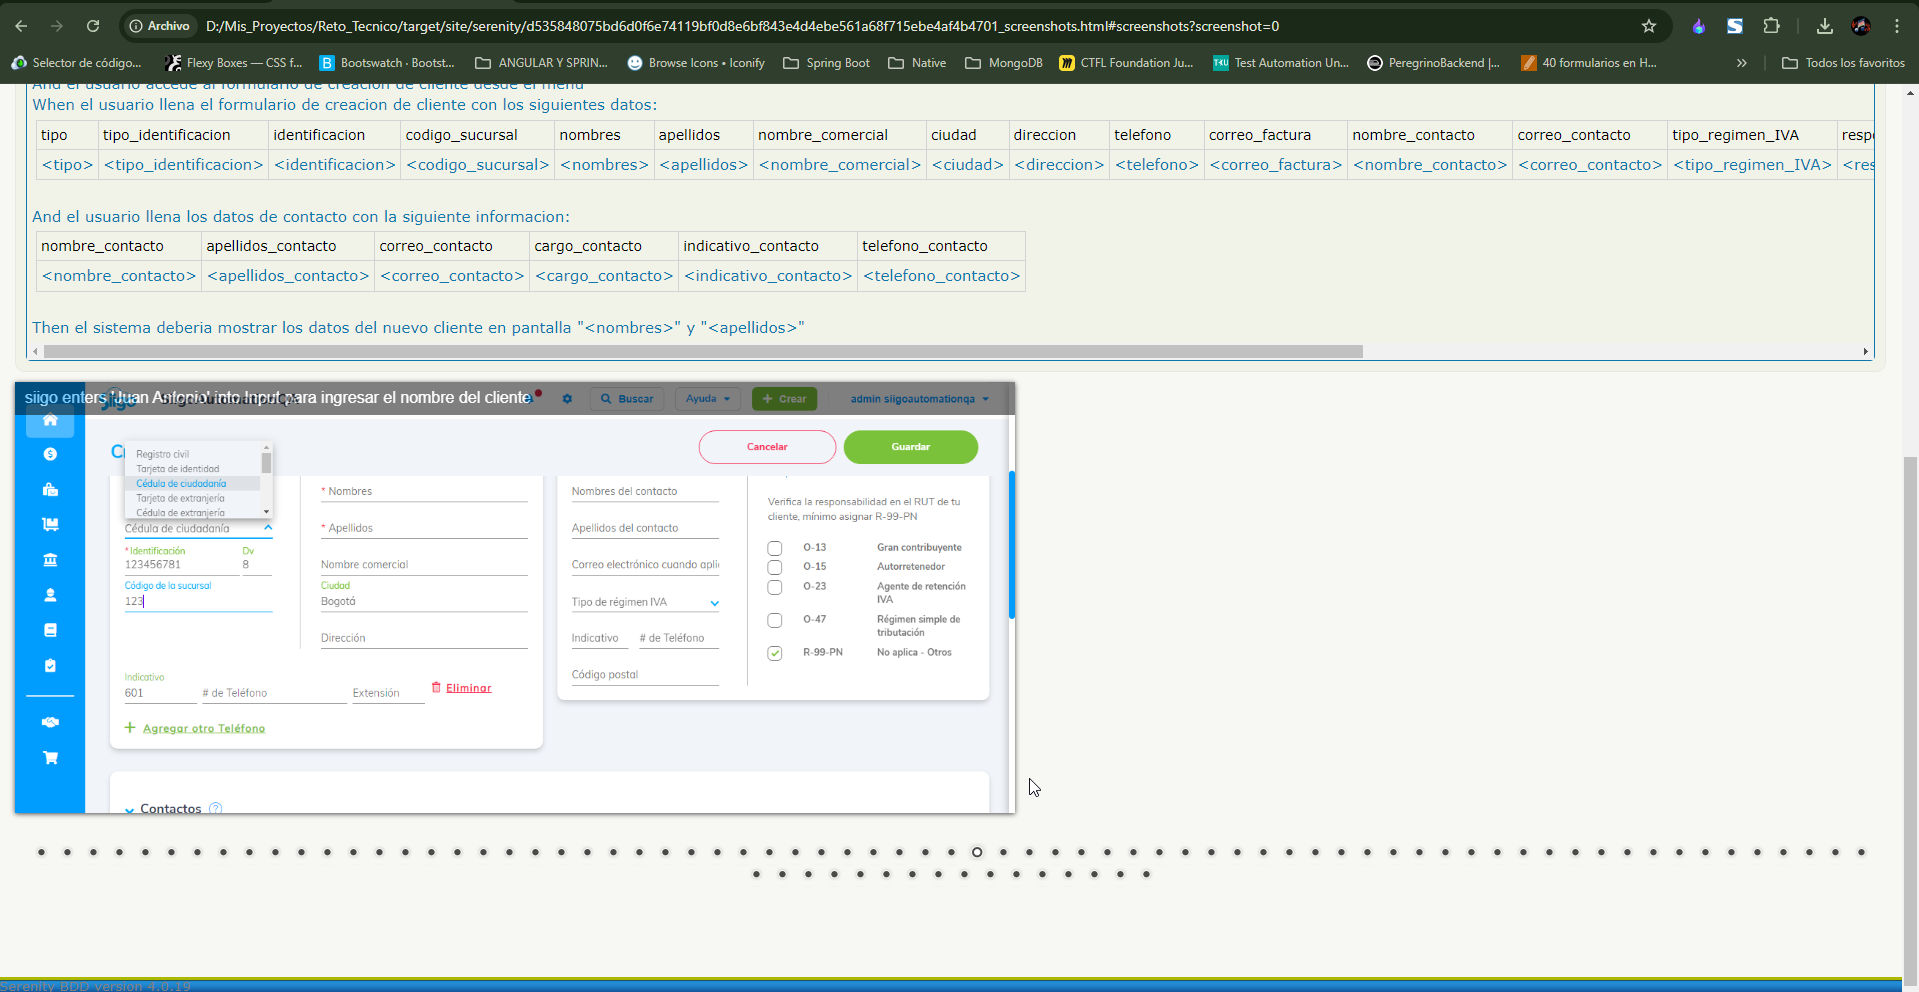 Archivo
D:/Mis_Proyectos/Reto_Tecnico/target/site/serenity/d535848075bd6d0f6e74119bf0d8e6bf843e4d4ebe561a68f715ebe4af4b4701_screenshots.html#screenshots?screenshot=0
Selector de código... Flexy Boxes — CSS f... Bootswatch · Bootst... ANGULAR Y SPRIN... Browse Icons • Iconify Spring Boot Native MongoDB CTFL Foundation Ju... Test Automation Un... PeregrinoBackend |... 40 formularios en H... » Todos los favoritos
And el usuario accede al formulario de creacion de cliente desde el menu
When el usuario llena el formulario de creacion de cliente con los siguientes datos:
tipo tipo_identificacion identificacion codigo_sucursal nombres apellidos nombre_comercial ciudad direccion telefono correo_factura nombre_contacto correo_contacto tipo_regimen_IVA respo
<tipo> <tipo_identificacion> <identificacion> <codigo_sucursal> <nombres> <apellidos> <nombre_comercial> <ciudad> <direccion> <telefono> <correo_factura> <nombre_contacto> <correo_contacto> <tipo_regimen_IVA> <res
And el usuario llena los datos de contacto con la siguiente informacion:
nombre_contacto apellidos_contacto correo_contacto cargo_contacto indicativo_contacto telefono_contacto
<nombre_contacto> <apellidos_contacto> <correo_contacto> <cargo_contacto> <indicativo_contacto> <telefono_contacto>
Then el sistema deberia mostrar los datos del nuevo cliente en pantalla "<nombres>" y "<apellidos>"
siigo enters 'Juan Antonio' into Input para ingresar el nombre del cliente
Buscar Ayuda + Crear admin siigoautomationqa
Cancelar Guardar
Registro civil
Tarjeta de identidad
Cédula de ciudadanía
Tarjeta de extranjería
Cédula de extranjería
Cédula de ciudadanía
* Identificación Dv
123456781 8
Código de la sucursal
123
* Nombres
* Apellidos
Nombre comercial
Ciudad
Bogotá
Dirección
Indicativo
601 # de Teléfono Extensión Eliminar
+ Agregar otro Teléfono
Nombres del contacto
Apellidos del contacto
Correo electrónico cuando apli
Tipo de régimen IVA
Indicativo # de Teléfono
Código postal
Verifica la responsabilidad en el RUT de tu
cliente, mínimo asignar R-99-PN
O-13 Gran contribuyente
O-15 Autorretenedor
O-23 Agente de retención
IVA
O-47 Régimen simple de
tributación
R-99-PN No aplica - Otros
Contactos ?
Serenity BDD version 4.0.19